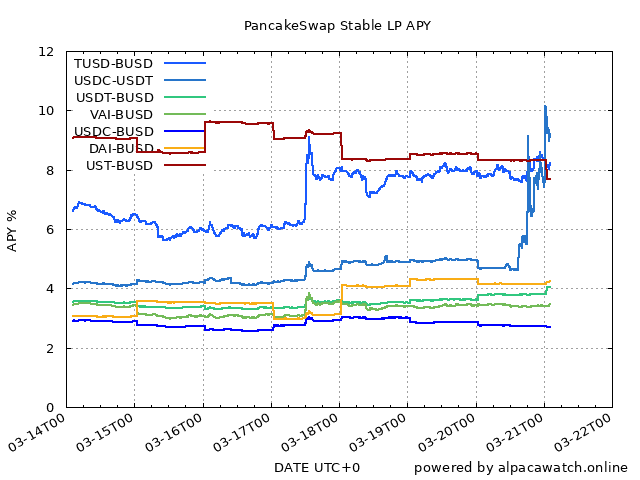 PancakeSwap Stable LP APY
TUSD-BUSD
USDC-USDT
USDT-BUSD
VAI-BUSD
USDC-BUSD
DAI-BUSD
UST-BUSD
APY %
12
10
8
6
4
2
0
03-14T00
03-15T00
03-16T00
03-17T00
03-18T00
03-19T00
03-20T00
03-21T00
03-22T00
DATE UTC+0
powered by alpacawatch.online